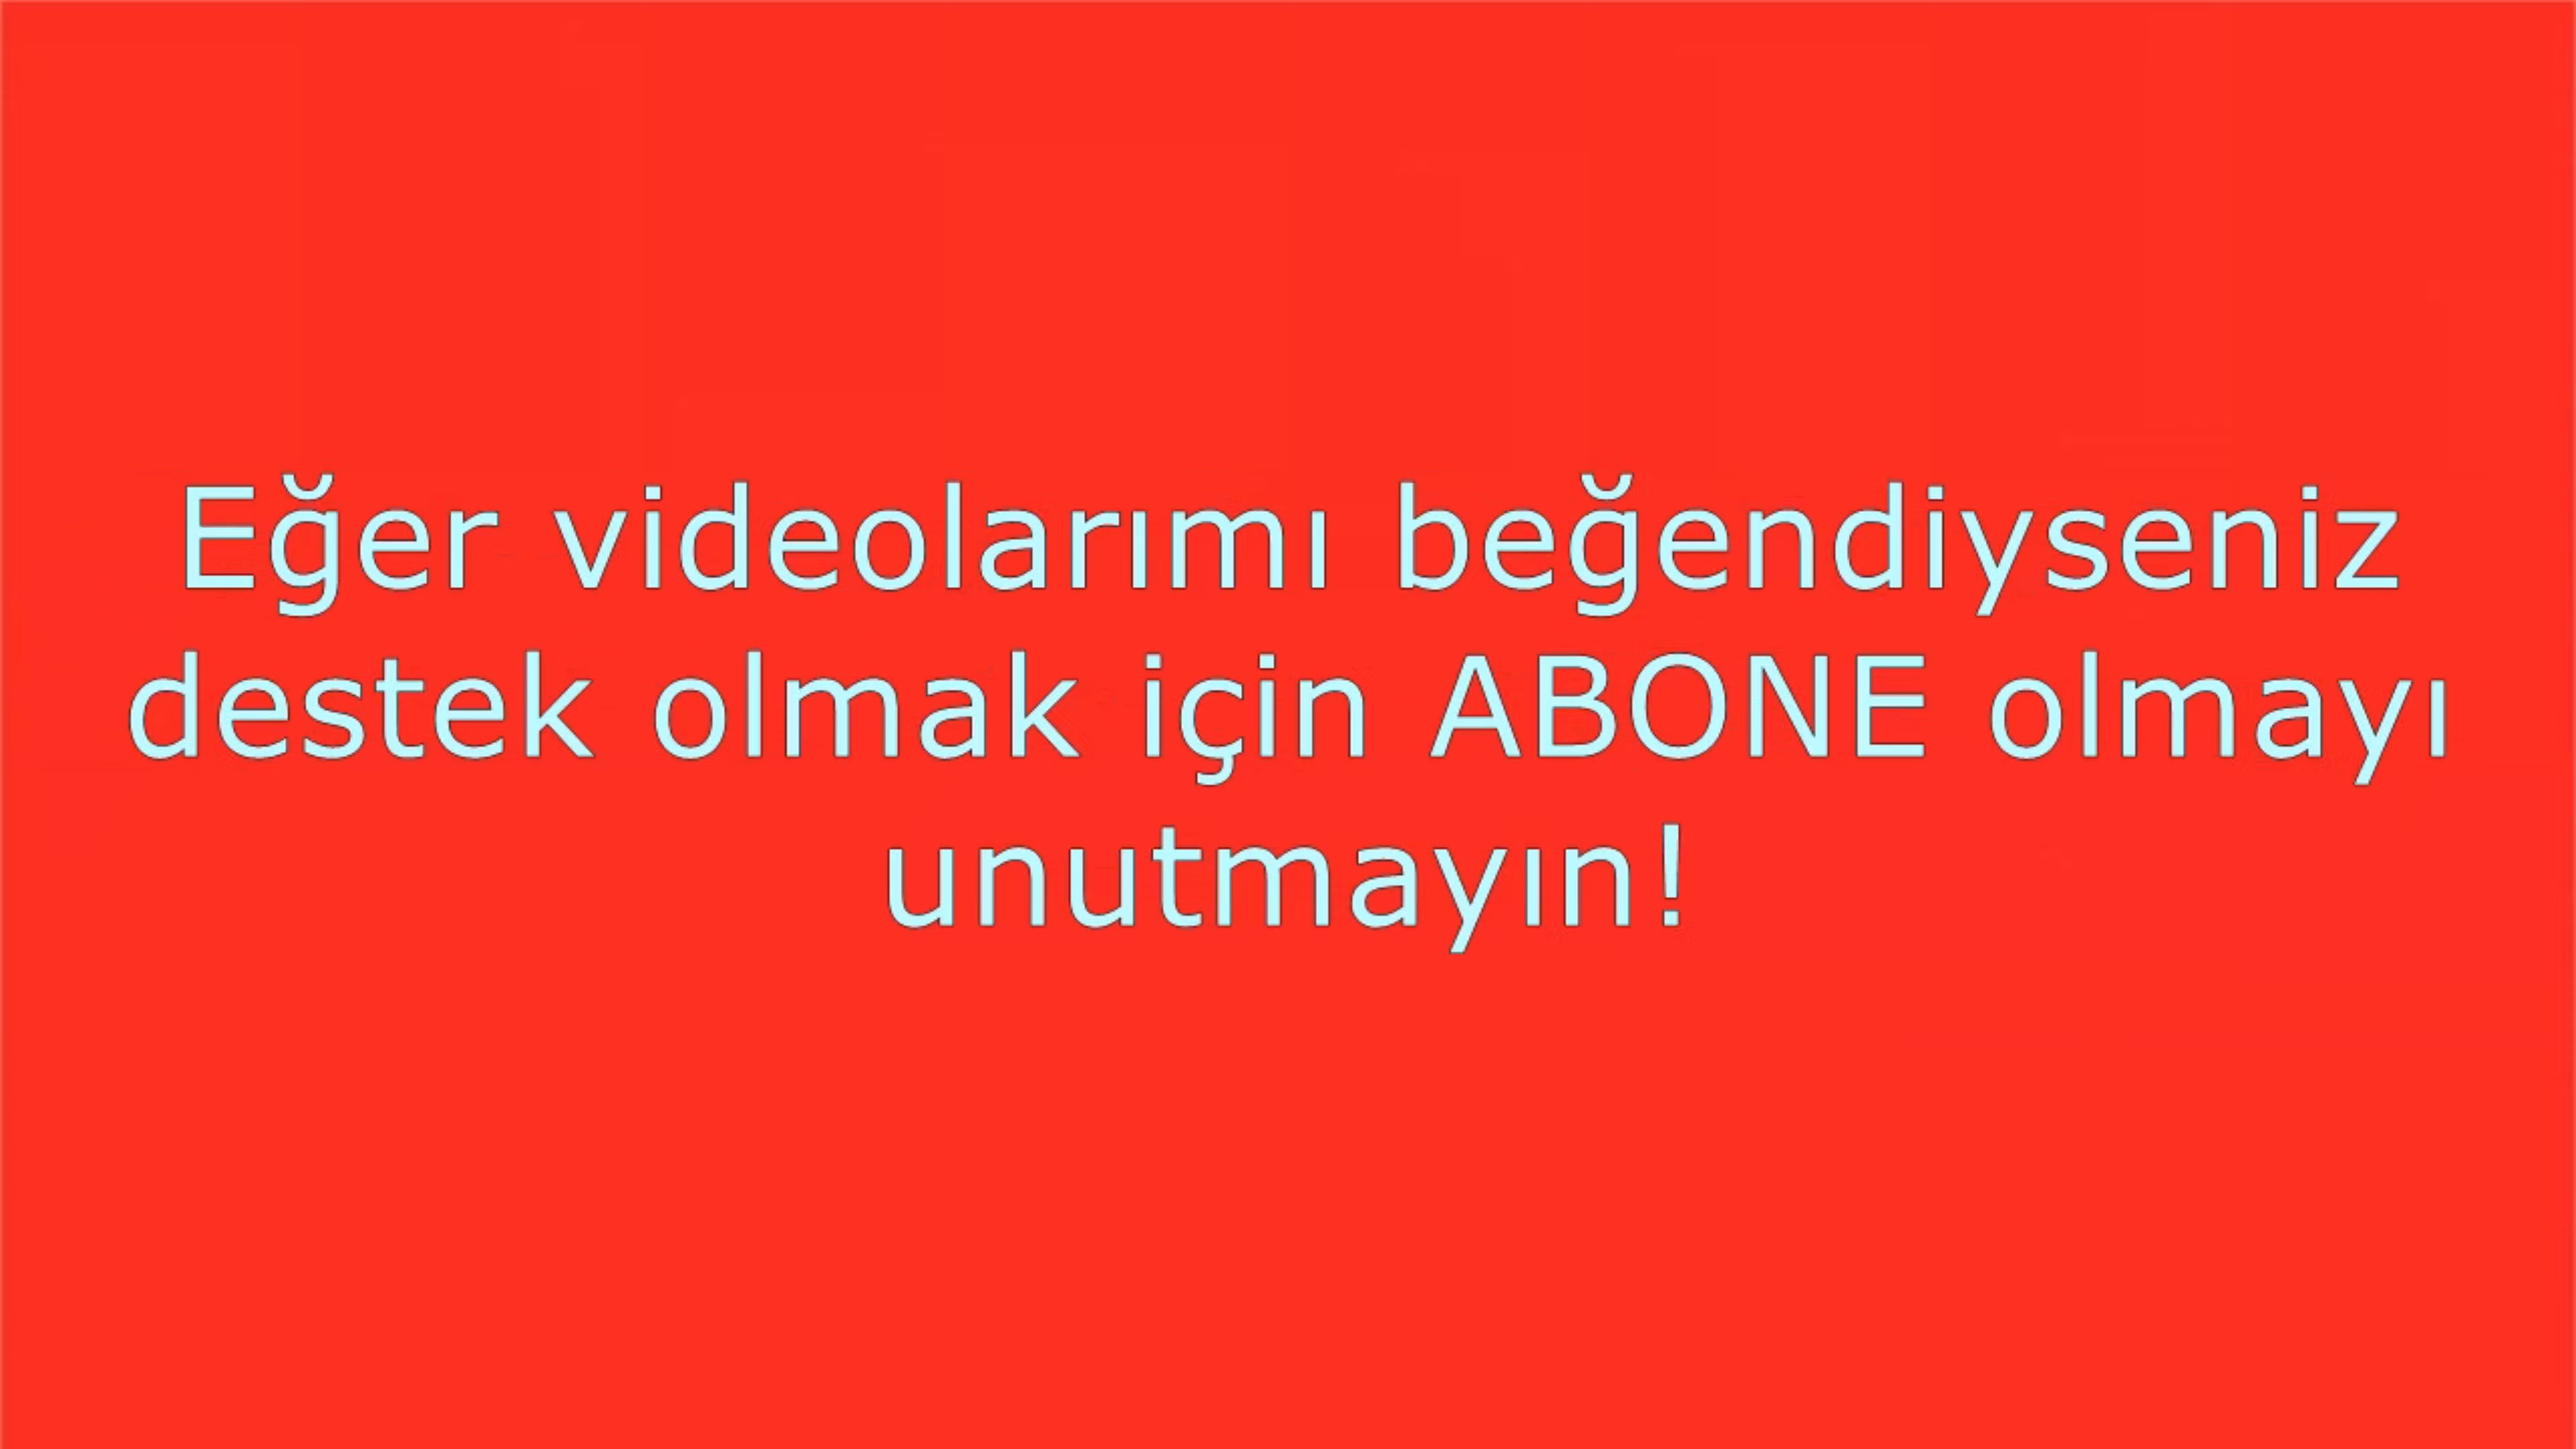 Eğer videolarımı beğendiyseniz
destek olmak için ABONE olmayı
unutmayın!